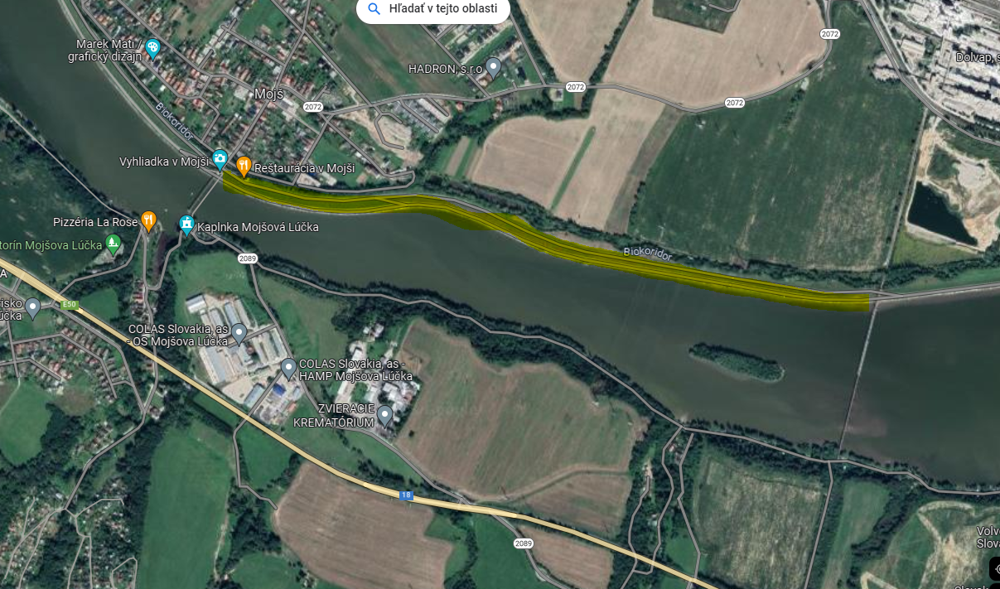 Hľadať v tejto oblasti
2072
Marek Mati /
grafický dizajn
Dolvap, s
HADRON, s.r.o
2072
Mojš
2072
2072
Biokoridor
Vyhliadka v Mojši
Reštaurácia v Mojši
Pizzéria La Rose
Kaplnka Mojšová Lúčka
torín Mojšova Lúčka
Biokoridor
2089
A
E50
isko
účka
COLAS Slovakia, as
- OS Mojšova Lúčka
COLAS Slovakia, as -
HAMP Mojšova Lúčka
ZVIERACIE
KREMATÓRIUM
18
2089
Volv
Slova